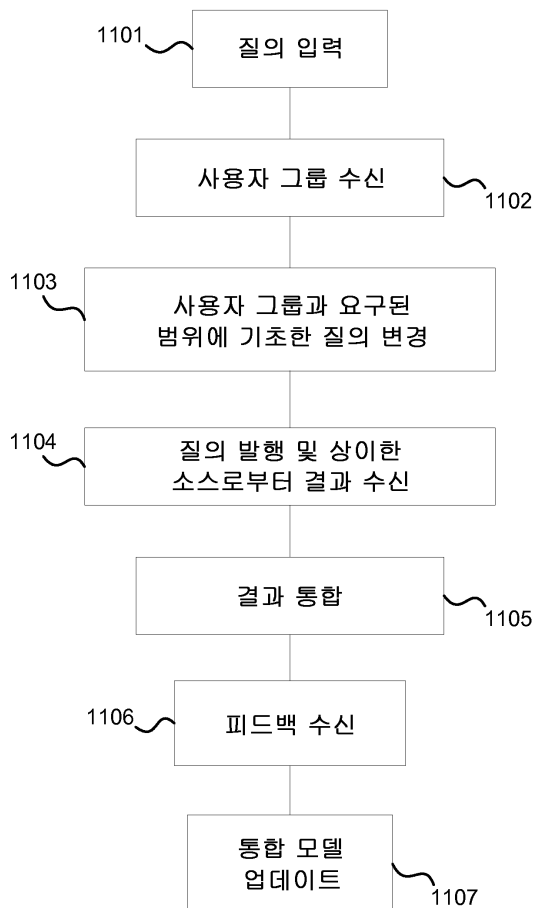 1101
질의 입력
사용자 그룹 수신
1102
1103
사용자 그룹과 요구된
범위에 기초한 질의 변경
1104
질의 발행 및 상이한
소스로부터 결과 수신
결과 통합
1105
1106
피드백 수신
통합 모델
업데이트
1107